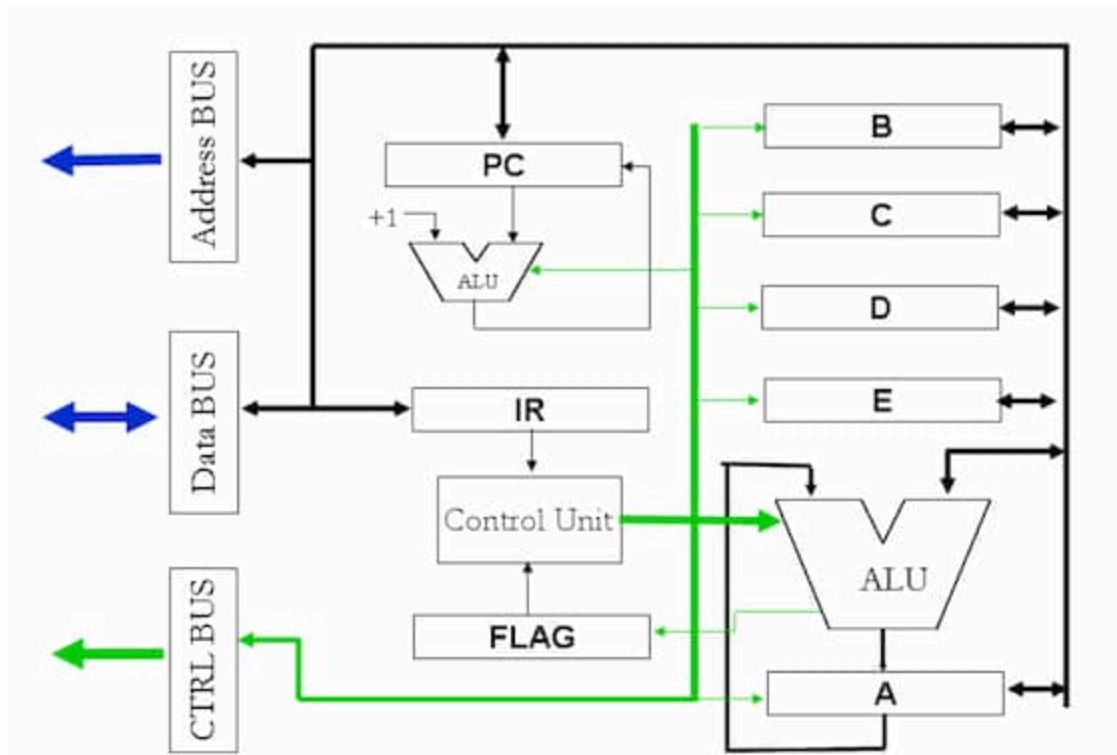 Address BUS
PC
+1
ALU
B
C
D
E
Data BUS
IR
Control Unit
ALU
FLAG
CTRL BUS
A